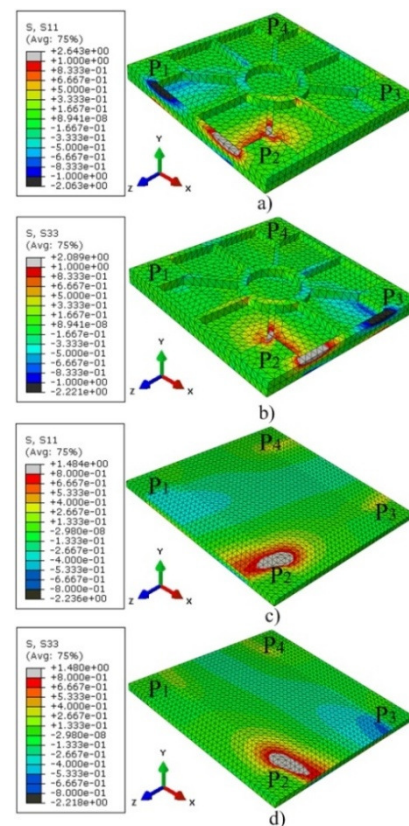 S, S11
(Avg: 75%)
+2.643e+00
+1.000e+00
+8.333e-01
+6.667e-01
+5.000e-01
+3.333e-01
+1.667e-01
+8.941e-08
-1.667e-01
-3.333e-01
-5.000e-01
-6.667e-01
-8.333e-01
-1.000e+00
-2.063e+00
P1
P2
P3
P4
Y
Z
X
a)
S, S33
(Avg: 75%)
+2.089e+00
+1.000e+00
+8.333e-01
+6.667e-01
+5.000e-01
+3.333e-01
+1.667e-01
+8.941e-08
-1.667e-01
-3.333e-01
-5.000e-01
-6.667e-01
-8.333e-01
-1.000e+00
-2.221e+00
P1
P2
P3
P4
Y
Z
X
b)
S, S11
(Avg: 75%)
+1.484e+00
+8.000e-01
+6.667e-01
+5.333e-01
+4.000e-01
+2.667e-01
+1.333e-01
-2.980e-08
-1.333e-01
-2.667e-01
-4.000e-01
-5.333e-01
-6.667e-01
-8.000e-01
-2.236e+00
P1
P2
P3
P4
Y
Z
X
c)
S, S33
(Avg: 75%)
+1.480e+00
+8.000e-01
+6.667e-01
+5.333e-01
+4.000e-01
+2.667e-01
+1.333e-01
-2.980e-08
-1.333e-01
-2.667e-01
-4.000e-01
-5.333e-01
-6.667e-01
-8.000e-01
-2.218e+00
P1
P2
P3
P4
Y
Z
X
d)